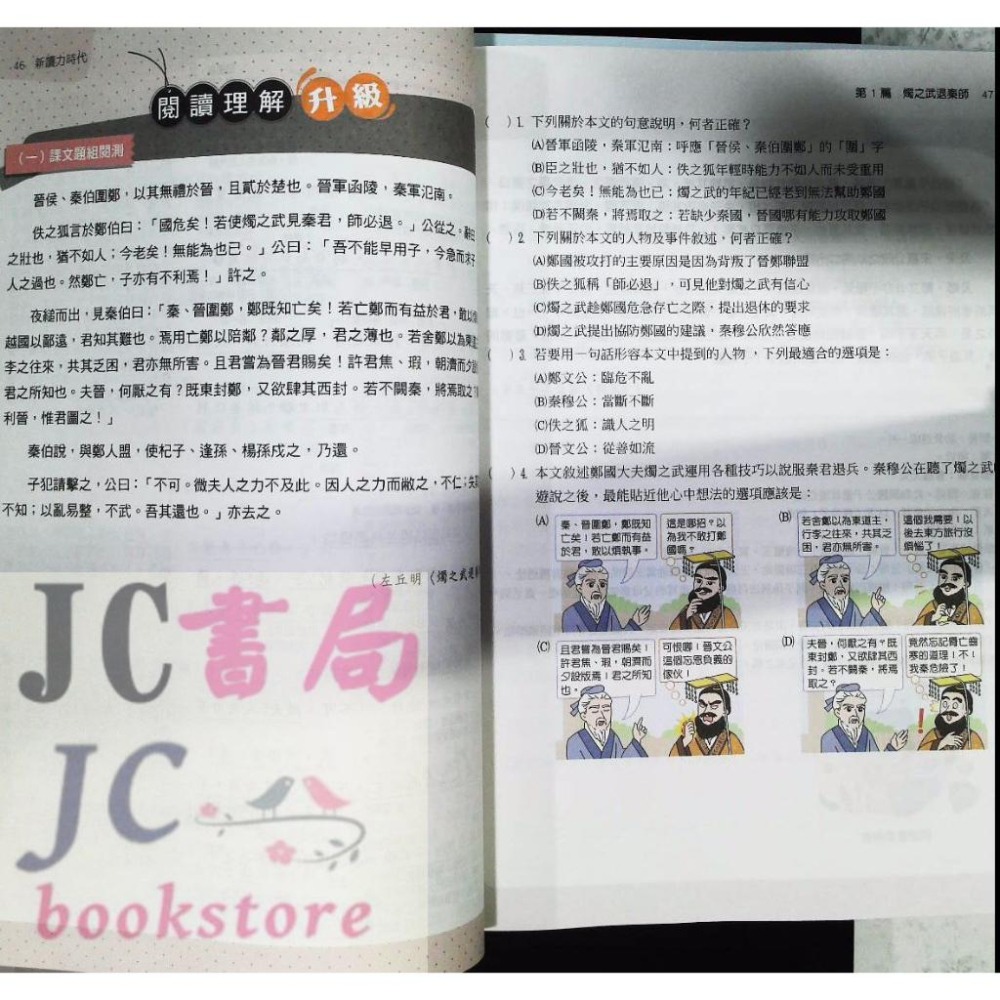 46 新讀力時代
閱讀理解升級
(一)課文題組閱測
晉侯、秦伯圍鄭,以其無禮於晉,且貳於楚也。晉軍函陵,秦軍氾南。
佚之狐言於鄭伯曰:「國危矣!若使燭之武見秦君,師必退。」公從之。
之壯也,猶不如人;今老矣!無能為也已。」公曰:「吾不能早用子,今急而求子
人之過也。然鄭亡,子亦有不利焉!」許之。
夜縋而出,見秦伯曰:「秦、晉圍鄭,鄭既知亡矣!若亡鄭而有益於君,敢以
越國以鄙遠,君知其難也。焉用亡鄭以陪鄰?鄰之厚,君之薄也。若舍鄭以為東
李之往來,共其乏困,君亦無所害。且君嘗為晉君賜矣!許君焦、瑕,朝濟而夕
君之所知也。夫晉,何厭之有?既東封鄭,又欲肆其西封。若不闕秦,將焉取之
利晉,惟君圖之!」
秦伯說,與鄭人盟,使杞子、逢孫、楊孫戍之,乃還。
子犯請擊之,公曰:「不可。微夫人之力不及此。因人之力而敝之,不仁;失
不知;以亂易整,不武。吾其還也。」亦去之。
(左丘明《燭之武退
JC書局
JC
bookstore
第1篇 燭之武退秦師 47
( )1. 下列關於本文的句意說明,何者正確?
(A)晉軍函陵,秦軍氾南:呼應「晉侯、秦伯圍鄭」的「圍」字
(B)臣之壯也,猶不如人:佚之狐年輕時能力不如人而未受重用
(C)今老矣!無能為也已:燭之武的年紀已經老到無法幫助鄭國
(D)若不闕秦,將焉取之:若缺少秦國,晉國哪有能力攻取鄭國
( )2. 下列關於本文的人物及事件敘述,何者正確?
(A)鄭國被攻打的主要原因是因為背叛了晉鄭聯盟
(B)佚之狐稱「師必退」,可見他對燭之武有信心
(C)燭之武趁鄭國危急存亡之際,提出退休的要求
(D)燭之武提出協防鄭國的建議,秦穆公欣然答應
( )3. 若要用一句話形容本文中提到的人物,下列最適合的選項是:
(A)鄭文公:臨危不亂
(B)秦穆公:當斷不斷
(C)佚之狐:識人之明
(D)晉文公:從善如流
( )4. 本文敘述鄭國大夫燭之武運用各種技巧以說服秦君退兵。秦穆公在聽了燭之武
遊說之後,最能貼近他心中想法的選項應該是:
(A)
秦、晉圍鄭,鄭既知
亡矣!若亡鄭而有益
於君,敢以煩執事。
這是哪招?以
為我不敢打鄭
國嗎?
(B)
若舍鄭以為東道主,
行李之往來,共其乏
困,君亦無所害。
這個我需要!以
後去東方旅行沒
煩惱了!
(C)
且君嘗為晉君賜矣!
許君焦、瑕,朝濟而
夕設版焉!君之所知
也。
可恨哪!晉文公
這個忘恩負義的
傢伙!
(D)
夫晉,何厭之有?既
東封鄭,又欲肆其西
封。若不闕秦,將焉
取之?
竟然忘記脣亡齒
寒的道理!不!
我秦危險了!